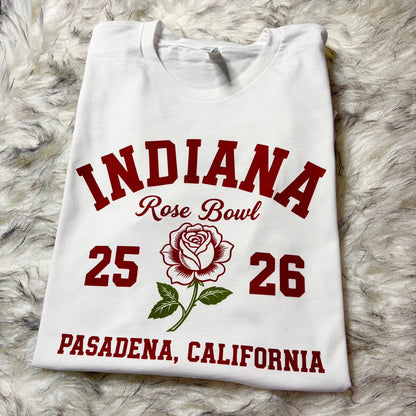 INDIANA
Rose Bowl
25 26
PASADENA, CALIFORNIA